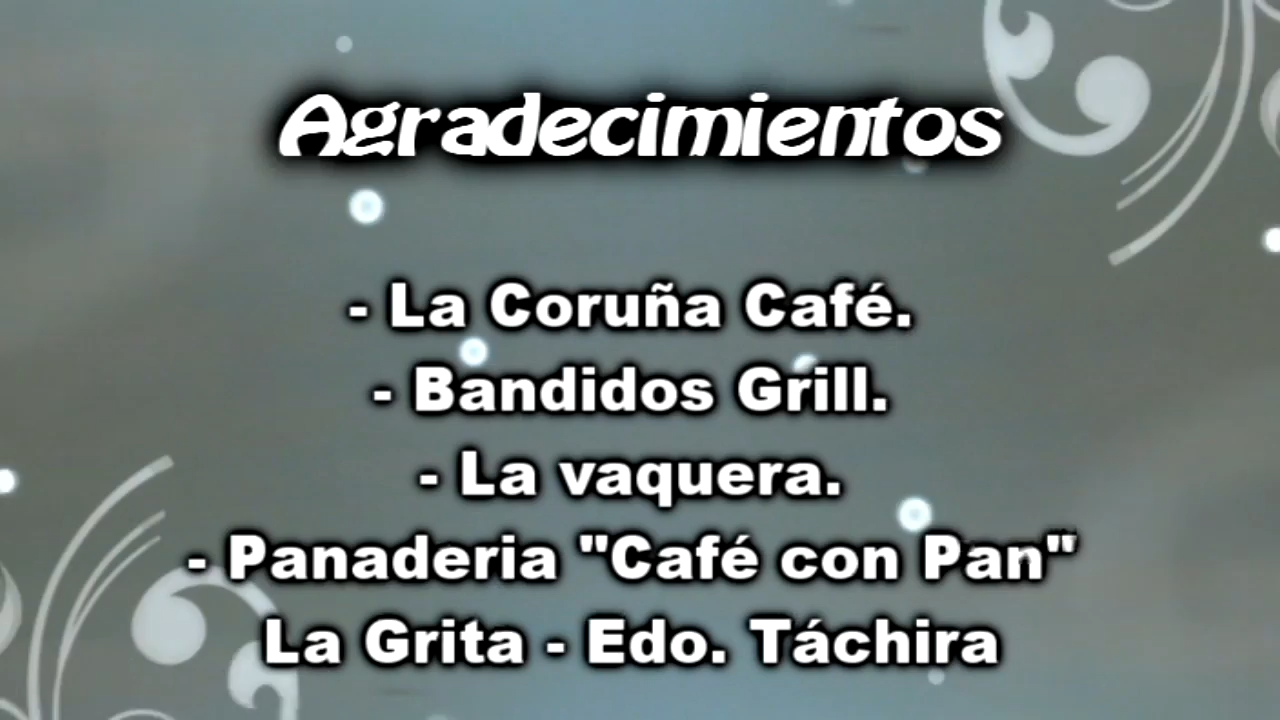 Agradecimientos
- La Coruña Café.
- Bandidos Grill.
- La vaquera.
- Panaderia "Café con Pan"
La Grita - Edo. Táchira